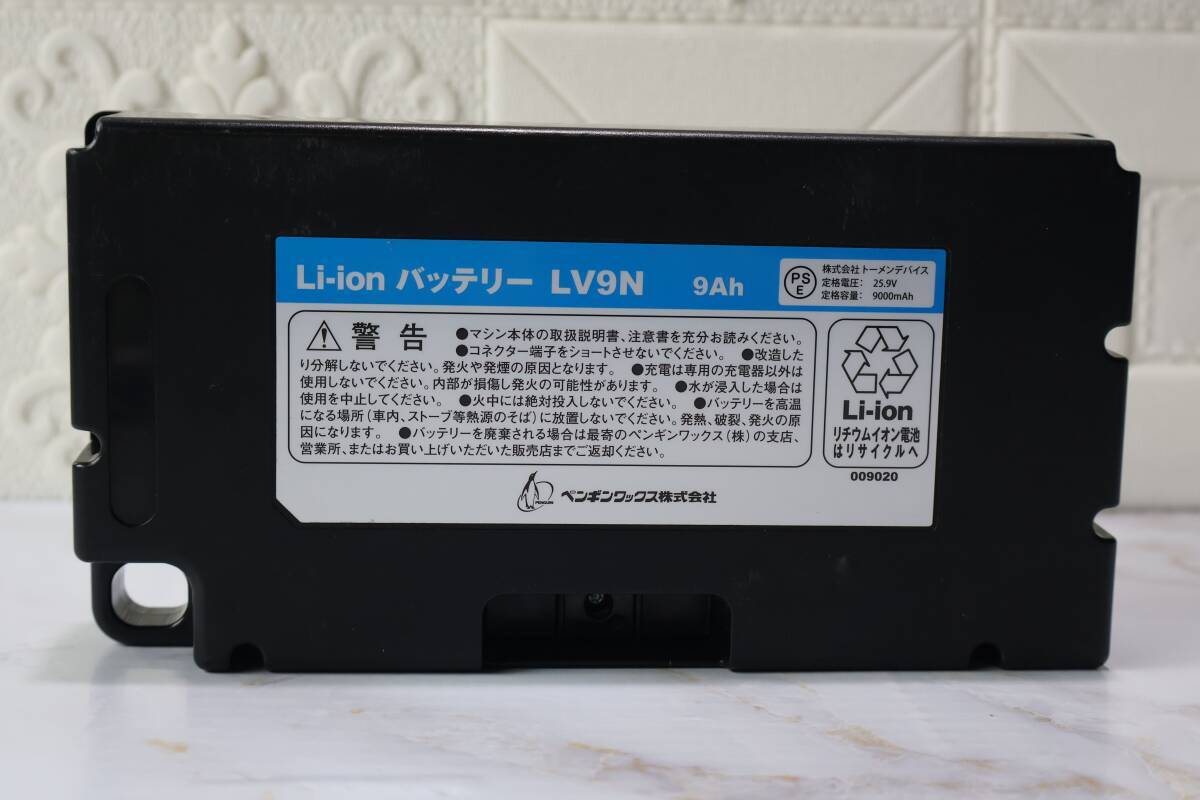 Li-ion バッテリー LV9N 9Ah
PS
E
株式会社トーメンデバイス
定格電圧: 25.9V
定格容量: 9000mAh
警告 ●マシン本体の取扱説明書、注意書を充分お読みください。
●コネクター端子をショートさせないでください。 ●改造した
り分解しないでください。発火や発煙の原因となります。 ●充電は専用の充電器以外は
使用しないでください。内部が損傷し発火の可能性があります。 ●水が浸入した場合は
使用を中止してください。 ●火中には絶対投入しないでください。 ●バッテリーを高温
になる場所(車内、ストーブ等熱源のそば)に放置しないでください。発熱、破裂、発火の原
因になります。 ●バッテリーを廃棄される場合は最寄のペンギンワックス(株)の支店、
営業所、またはお買い上げいただいた販売店までご返却ください。
Li-ion
リチウムイオン電池
はリサイクルへ
009020
PENGUIN
ペンギンワックス株式会社